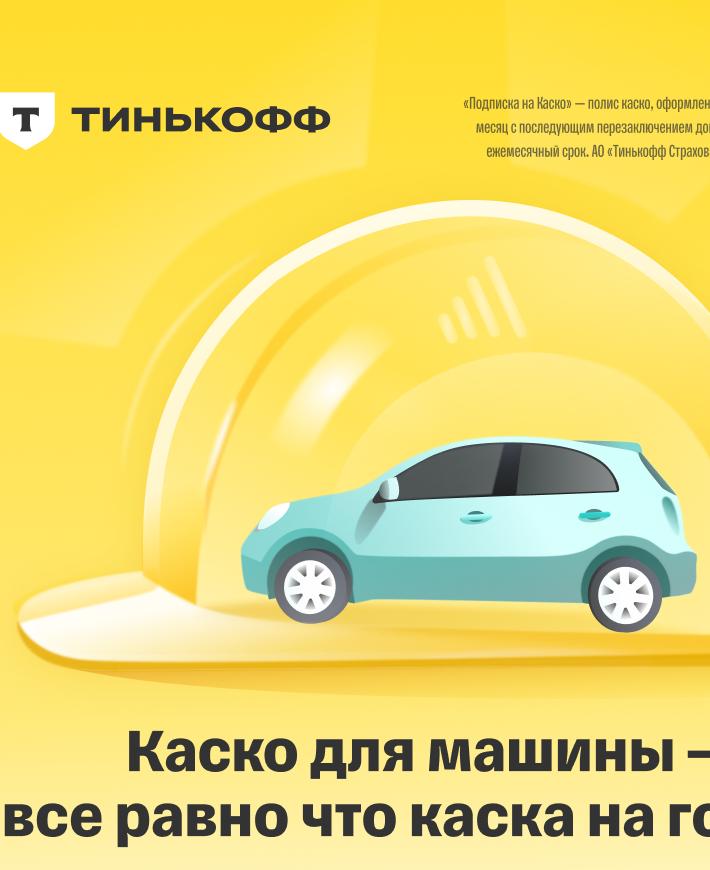 Т ТИНЬКОФФ
«Подписка на Каско» — полис каско, оформлен
месяц с последующим перезаключением до
ежемесячный срок. АО «Тинькофф Страхов
Каско для машины –
все равно что каска на го